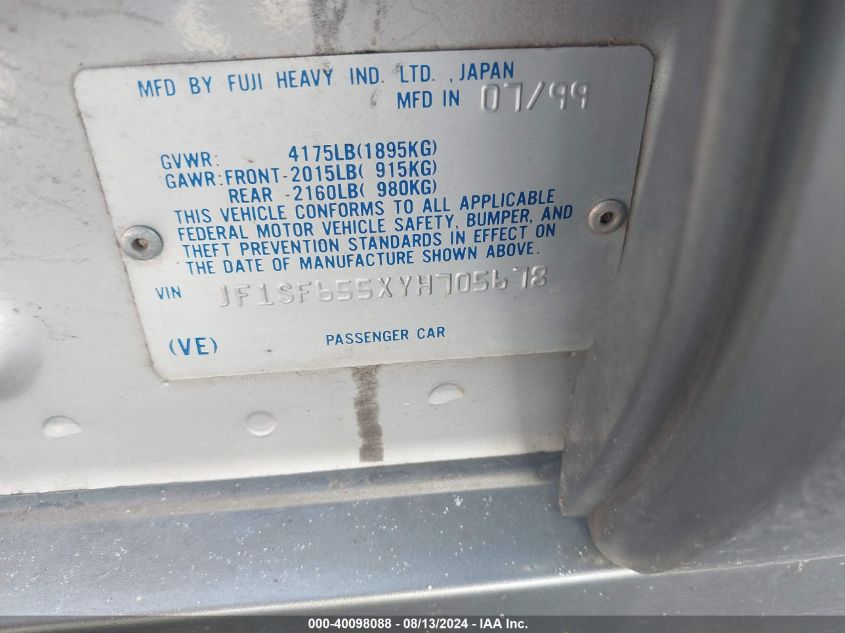 MFD BY FUJI HEAVY IND. LTD. , JAPAN
MFD IN 07/99
GVWR: 4175LB(1895KG)
GAWR:FRONT-2015LB( 915KG)
REAR -2160LB( 980KG)
THIS VEHICLE CONFORMS TO ALL APPLICABLE
FEDERAL MOTOR VEHICLE SAFETY, BUMPER, AND
THEFT PREVENTION STANDARDS IN EFFECT ON
THE DATE OF MANUFACTURE SHOWN ABOVE.
VIN JF1SF655XYH705678
(VE) PASSENGER CAR
000-40098088 - 08/13/2024 - IAA Inc.